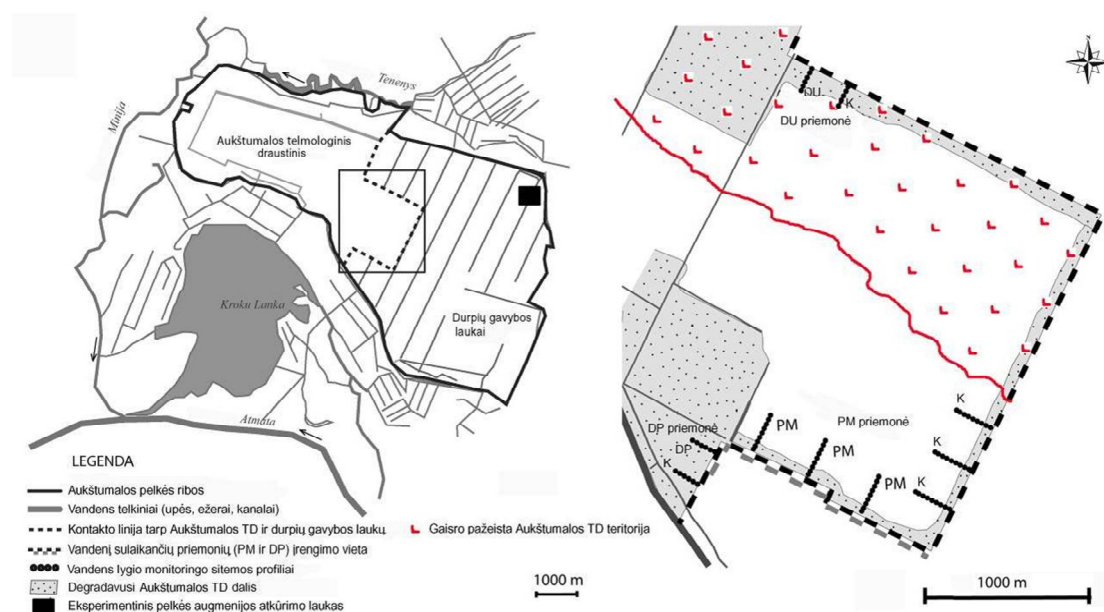 Tenenys
Minija
Aukštumalos telmologinis
draustinis
Kroku Lanka
Durpių gavybos
laukai
Atmata
LEGENDA
Aukštumalos pelkės ribos
Vandens telkiniai (upės, ežerai, kanalai)
Kontakto linija tarp Aukštumalos TD ir durpių gavybos laukų
Vandenį sulaikančių priemonių (PM ir DP) įrengimo vieta
Vandens lygio monitoringo sitemos profiliai
Degradavusi Aukštumalos TD dalis
Eksperimentinis pelkės augmenijos atkūrimo laukas
Gaisro pažeista Aukštumalos TD teritorija
1000 m
N
DU
K
DU priemonė
K
DP priemonė
PM
PM priemonė
DP
K
PM
K
PM
K
1000 m